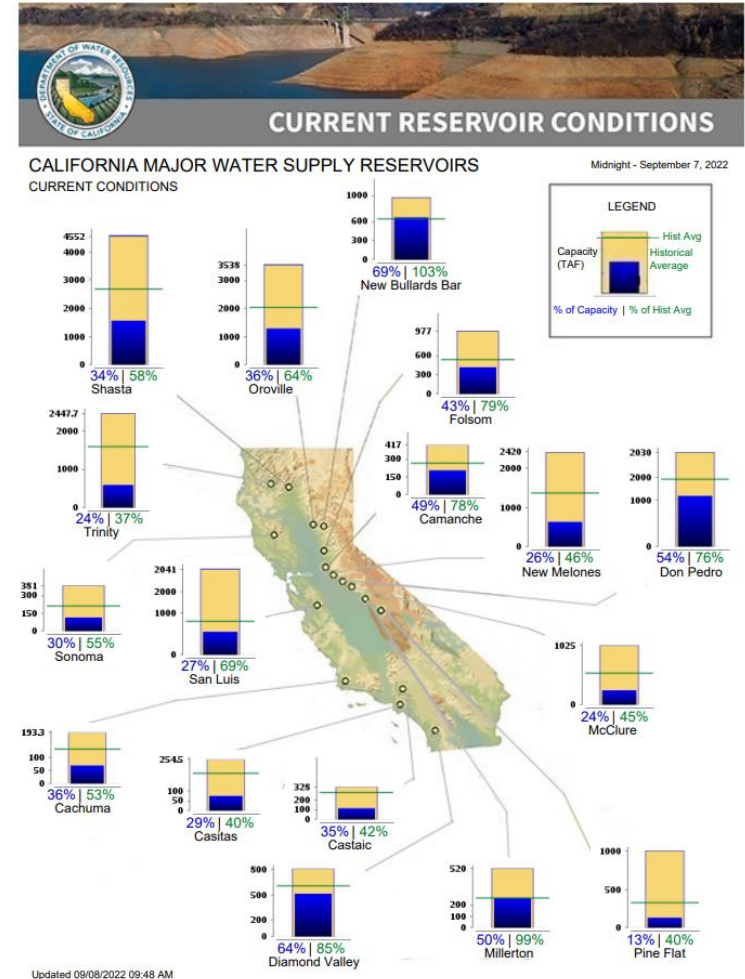 DEPARTMENT OF WATER RESOURCES
STATE OF CALIFORNIA
CURRENT RESERVOIR CONDITIONS
CALIFORNIA MAJOR WATER SUPPLY RESERVOIRS
CURRENT CONDITIONS
Midnight - September 7, 2022
LEGEND
Hist Avg
Capacity
(TAF)
Historical
Average
% of Capacity | % of Hist Avg
1000
600
300
0
69% | 103%
New Bullards Bar
4552
4000
3000
2000
1000
0
34% | 58%
Shasta
3538
3000
2000
1000
0
36% | 64%
Oroville
977
600
300
0
43% | 79%
Folsom
2447.7
2000
1000
0
24% | 37%
Trinity
417
300
150
0
49% | 78%
Camanche
2420
2000
1000
0
26% | 46%
New Melones
2030
2000
1000
0
54% | 76%
Don Pedro
381
300
150
0
30% | 55%
Sonoma
2041
2000
1000
0
27% | 69%
San Luis
1025
0
24% | 45%
McClure
193.3
100
50
0
36% | 53%
Cachuma
254.5
100
50
0
29% | 40%
Casitas
328
200
100
0
35% | 42%
Castaic
800
500
200
0
64% | 85%
Diamond Valley
520
200
100
0
50% | 99%
Millerton
1000
500
0
13% | 40%
Pine Flat
Updated 09/08/2022 09:48 AM